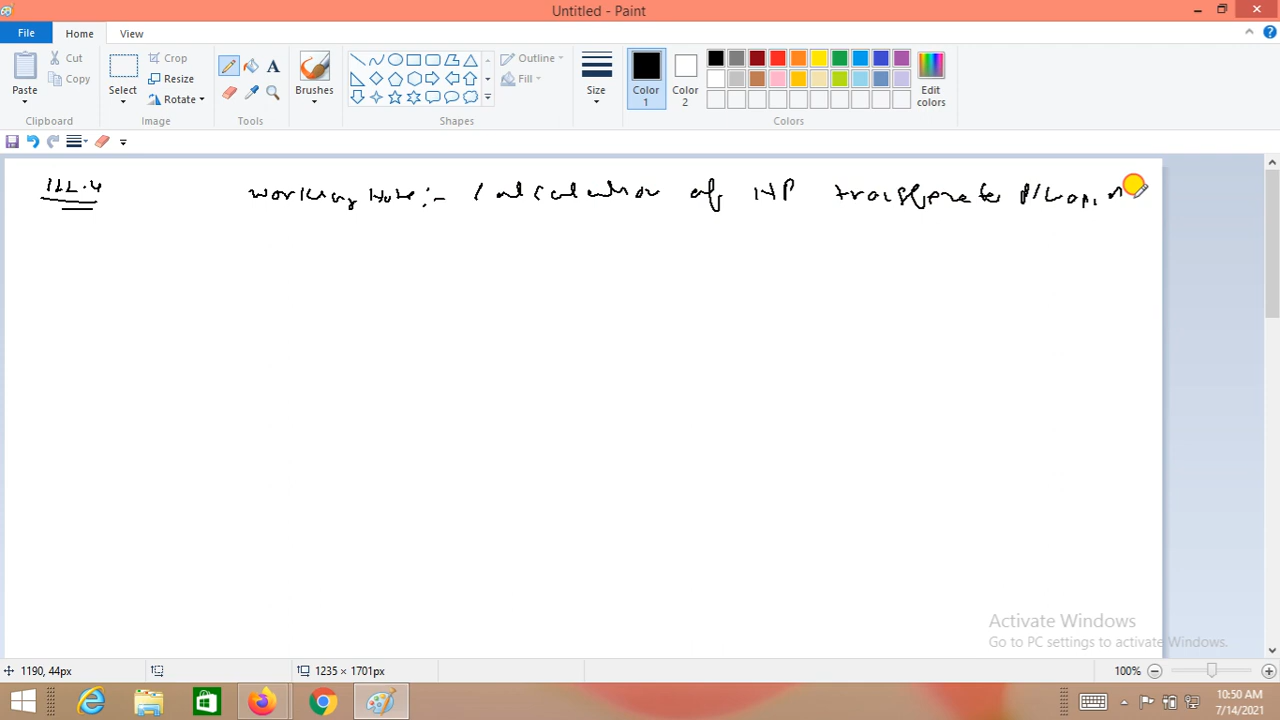 Untitled - Paint
File Home View
Paste Cut Copy
Clipboard
Select Crop Resize Rotate
Image
Tools
Brushes
Outline Fill
Shapes
Size
Color 1 Color 2
Edit colors
Colors
ILL.4 Working Note:- Calculation of NP
Activate Windows
Go to PC settings to activate Windows.
1190, 44px 1235 × 1701px 100%
10:50 AM
7/14/2021